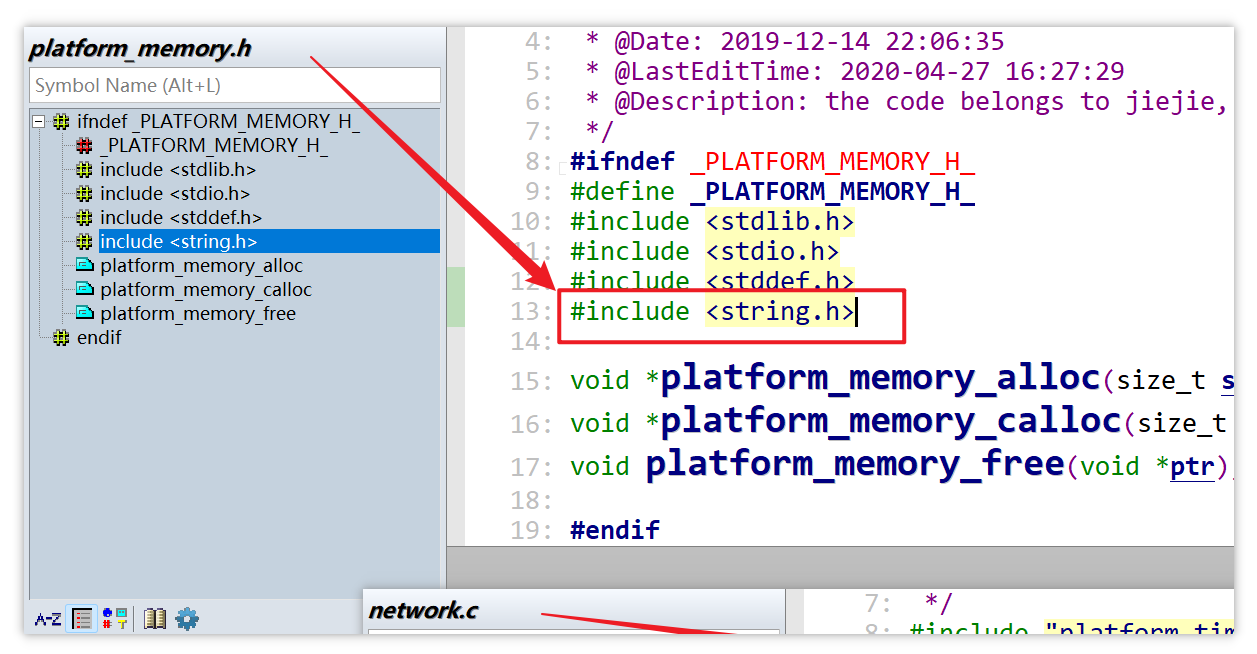 platform_memory.h
Symbol Name (Alt+L)
ifndef _PLATFORM_MEMORY_H_
_PLATFORM_MEMORY_H_
include <stdlib.h>
include <stdio.h>
include <stddef.h>
include <string.h>
platform_memory_alloc
platform_memory_calloc
platform_memory_free
endif
A-Z
4: * @Date: 2019-12-14 22:06:35
5: * @LastEditTime: 2020-04-27 16:27:29
6: * @Description: the code belongs to jiejie,
7: */
8: #ifndef _PLATFORM_MEMORY_H_
9: #define _PLATFORM_MEMORY_H_
10: #include <stdlib.h>
11: #include <stdio.h>
12: #include <stddef.h>
13: #include <string.h>
14:
15: void *platform_memory_alloc(size_t s
16: void *platform_memory_calloc(size_t
17: void platform_memory_free(void *ptr)
18:
19: #endif
network.c
7: */
8: #include "platform_tim